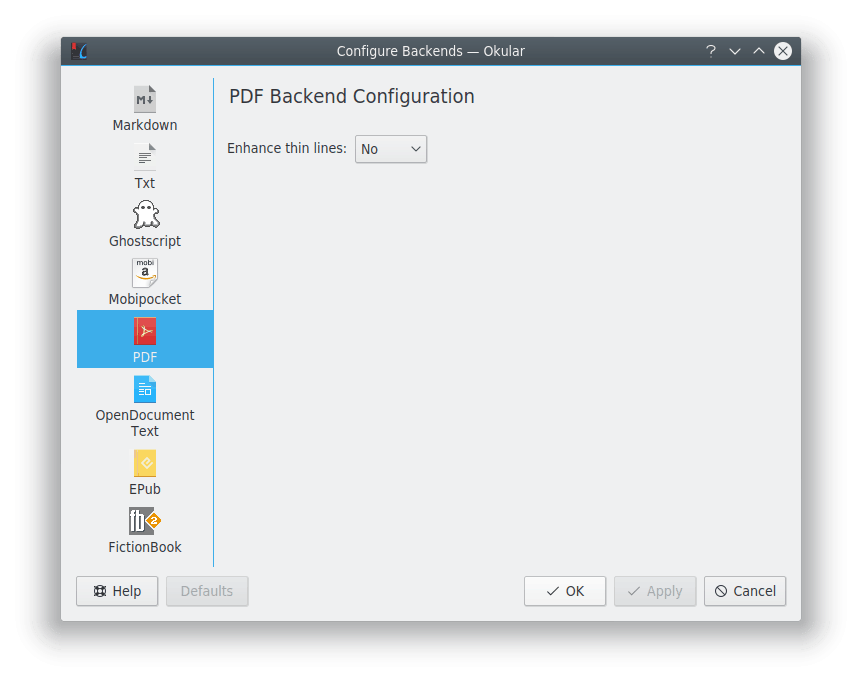 Configure Backends — Okular
?
M↓
Markdown
Txt
Ghostscript
mobi
a
Mobipocket
PDF
OpenDocument
Text
EPub
fb2
FictionBook
PDF Backend Configuration
Enhance thin lines: No
Help
Defaults
OK
Apply
Cancel